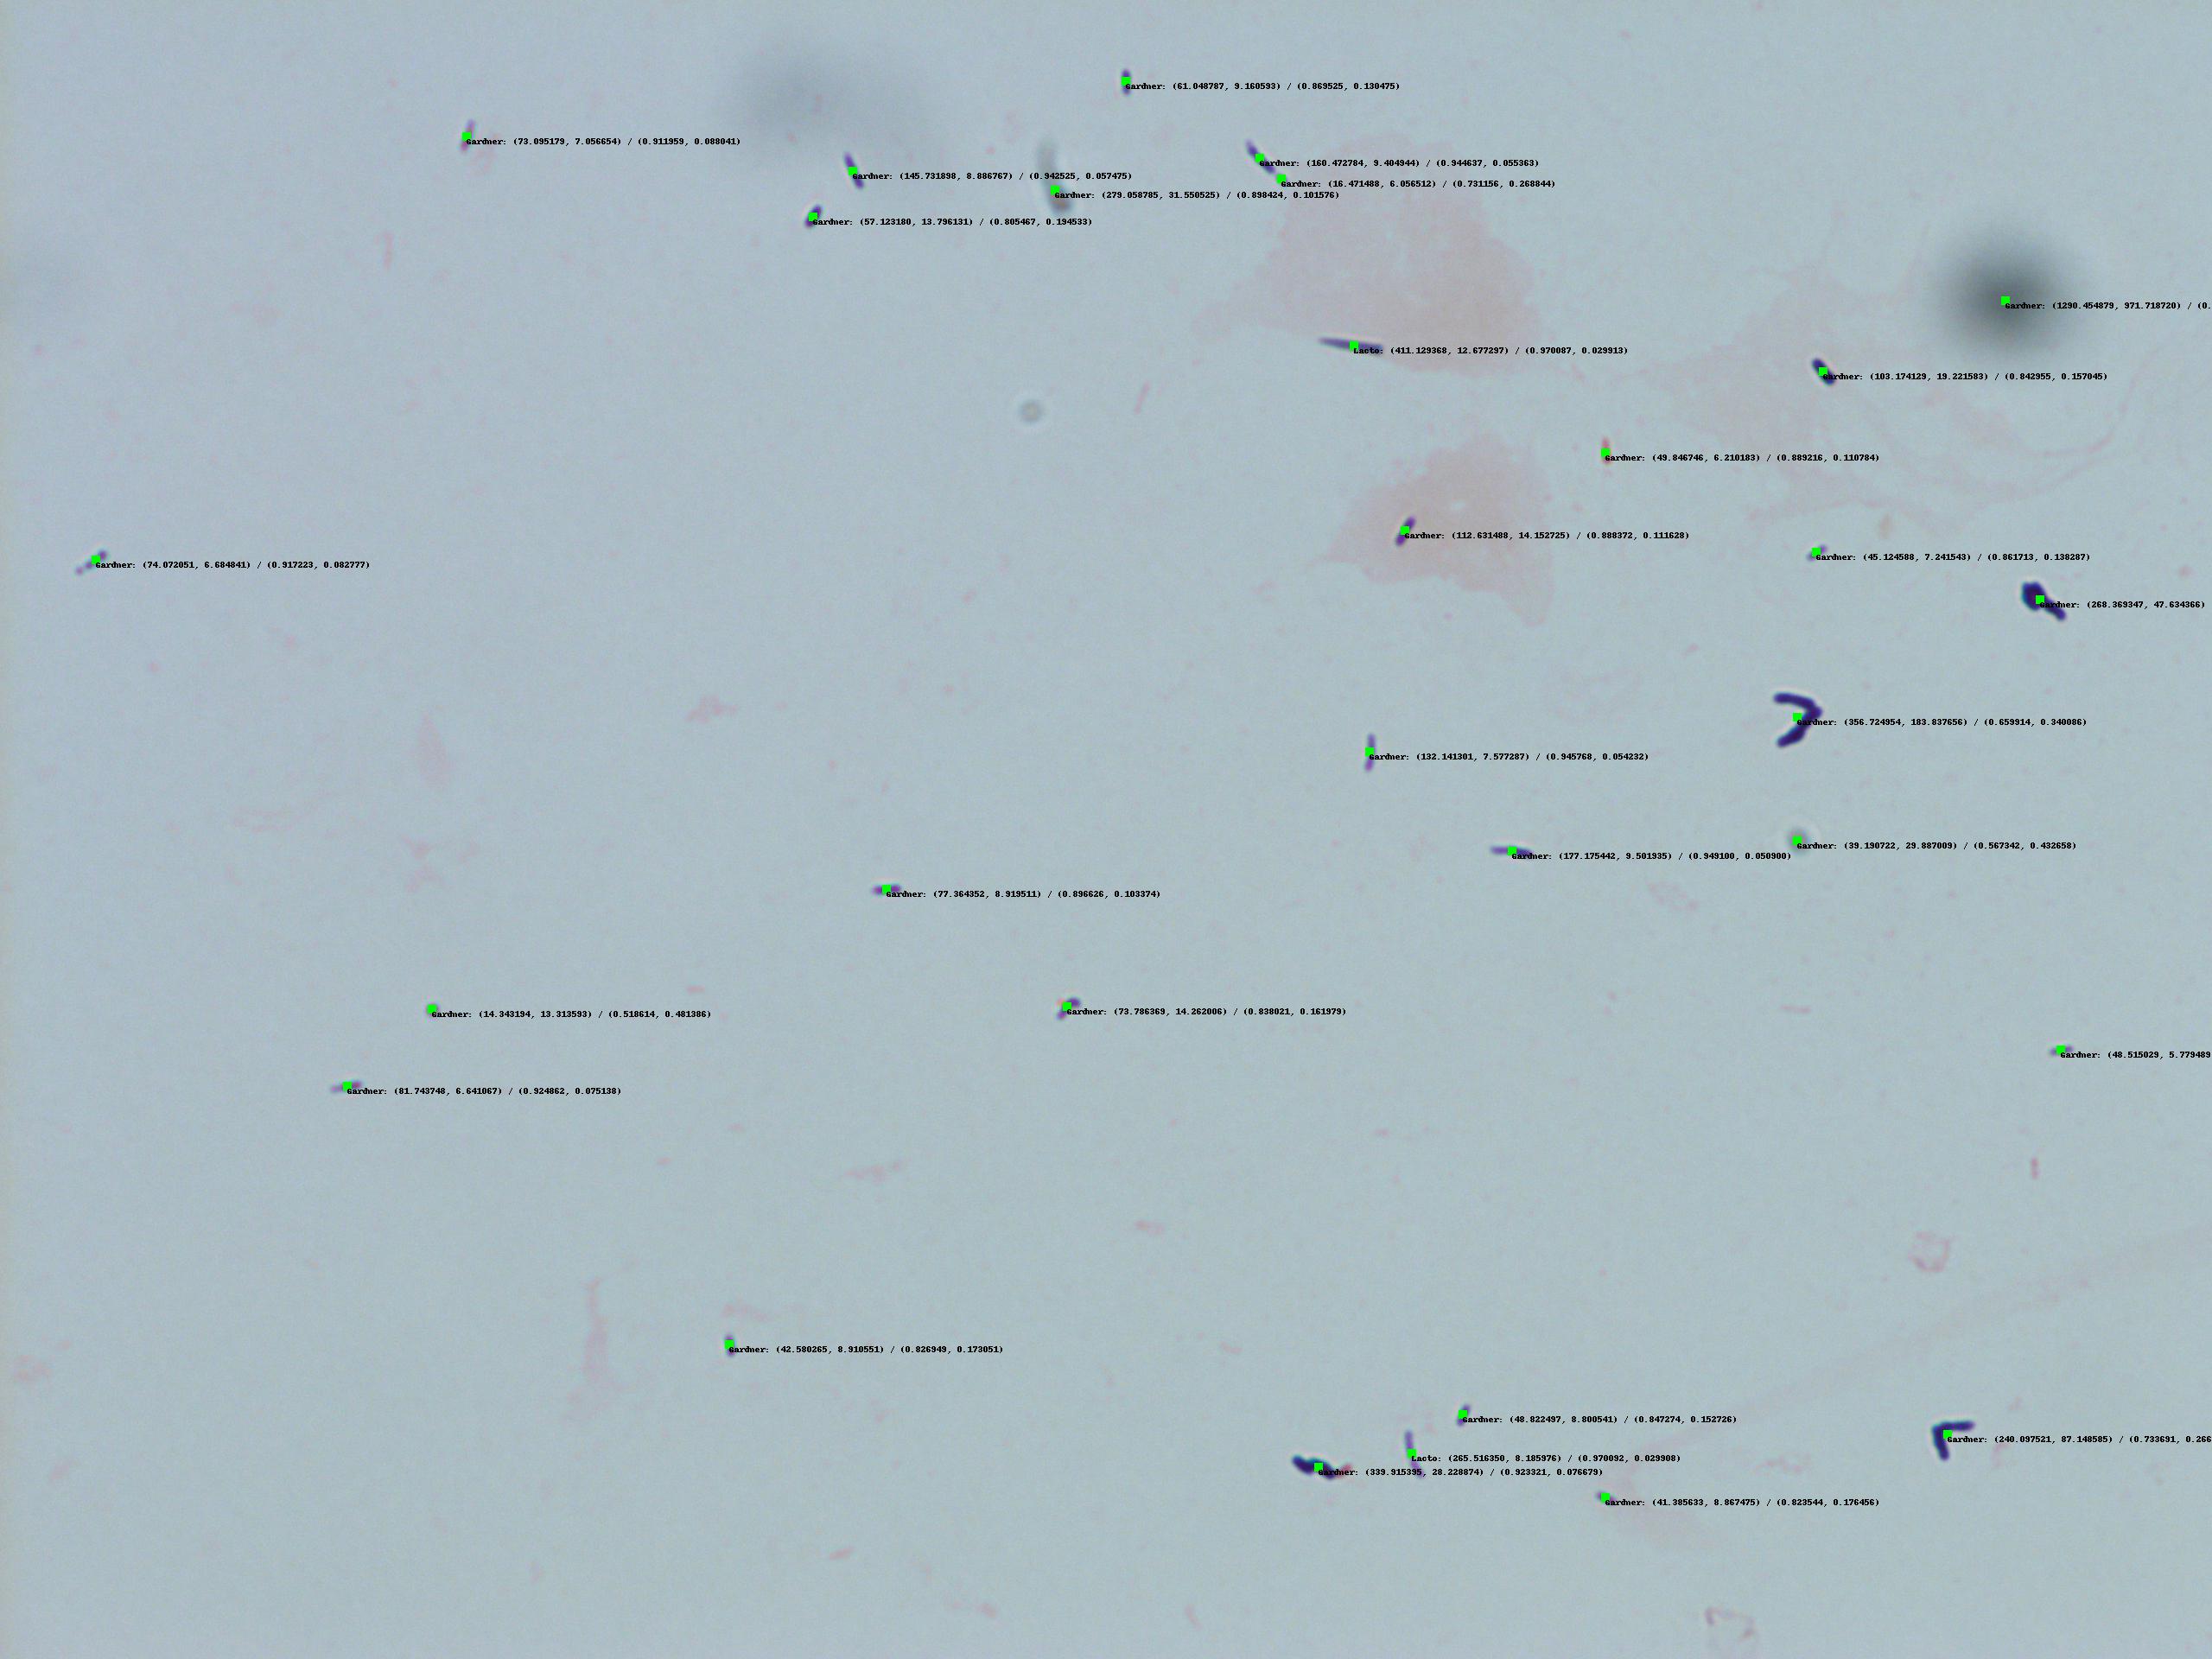 Gardner: (61.048787, 9.160593) / (0.869525, 0.130475)
Gardner: (73.095179, 7.056654) / (0.911959, 0.088041)
Gardner: (160.472784, 9.404944) / (0.944637, 0.055363)
Gardner: (145.731898, 8.886767) / (0.942525, 0.057475)
Gardner: (16.471488, 6.056512) / (0.731156, 0.268844)
Gardner: (279.058785, 31.550525) / (0.898424, 0.101576)
Gardner: (57.123180, 13.796131) / (0.805467, 0.194533)
Gardner: (1290.454879, 971.718720) / (0.
Lacto: (411.129368, 12.677297) / (0.970087, 0.029913)
Gardner: (103.174129, 19.221583) / (0.842955, 0.157045)
Gardner: (49.846746, 6.210183) / (0.889216, 0.110784)
Gardner: (112.631488, 14.152725) / (0.888372, 0.111628)
Gardner: (45.124588, 7.241543) / (0.861713, 0.138287)
Gardner: (74.072051, 6.684841) / (0.917223, 0.082777)
Gardner: (268.369347, 47.634366)
Gardner: (356.724954, 183.837656) / (0.659914, 0.340086)
Gardner: (132.141301, 7.577287) / (0.945768, 0.054232)
Gardner: (39.190722, 29.887009) / (0.567342, 0.432658)
Gardner: (177.175442, 9.501935) / (0.949100, 0.050900)
Gardner: (77.364352, 8.919511) / (0.896626, 0.103374)
Gardner: (14.343194, 13.313593) / (0.518614, 0.481386)
Gardner: (73.786369, 14.262006) / (0.838021, 0.161979)
Gardner: (48.515029, 5.779489
Gardner: (81.743748, 6.641067) / (0.924862, 0.075138)
Gardner: (42.580265, 8.910551) / (0.826949, 0.173051)
Gardner: (48.822497, 8.800541) / (0.847274, 0.152726)
Gardner: (240.097521, 87.148585) / (0.733691, 0.266
Lacto: (265.516350, 8.185976) / (0.970092, 0.029908)
Gardner: (339.915395, 28.228874) / (0.923321, 0.076679)
Gardner: (41.385633, 8.867475) / (0.823544, 0.176456)